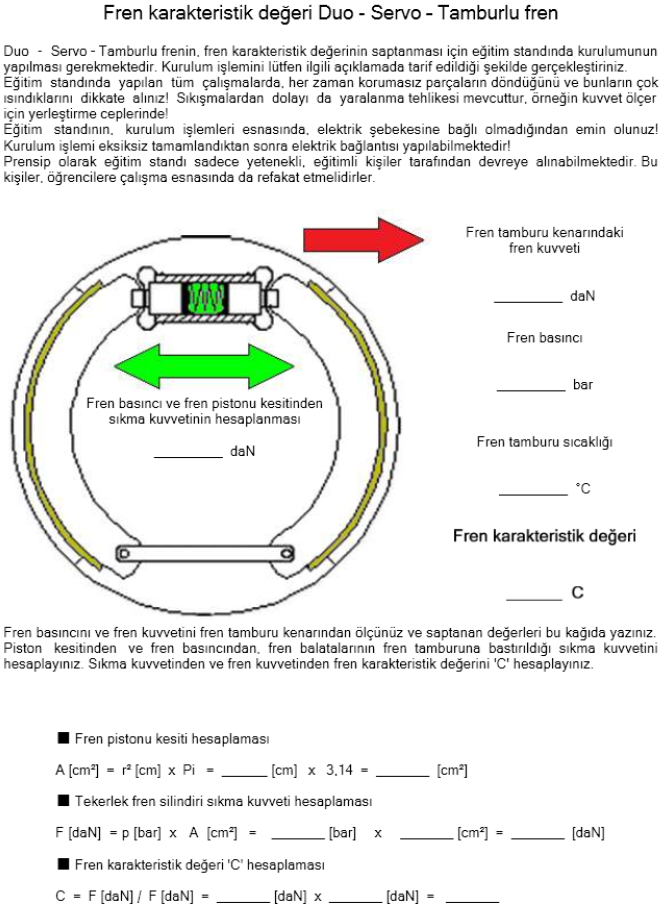 Fren karakteristik değeri Duo - Servo – Tamburlu fren
Duo - Servo - Tamburlu frenin, fren karakteristik değerinin saptanması için eğitim standında kurulumunun
yapılması gerekmektedir. Kurulum işlemini lütfen ilgili açıklamada tarif edildiği şekilde gerçekleştiriniz.
Eğitim standında yapılan tüm çalışmalarda, her zaman korumasız parçaların döndüğünü ve bunların çok
ısındıklarını dikkate alınız! Sıkışmalardan dolayı da yaralanma tehlikesi mevcuttur, örneğin kuvvet ölçer
için yerleştirme ceplerinde!
Eğitim standının, kurulum işlemleri esnasında, elektrik şebekesine bağlı olmadığından emin olunuz!
Kurulum işlemi eksiksiz tamamlandıktan sonra elektrik bağlantısı yapılabilmektedir!
Prensip olarak eğitim standı sadece yetenekli, eğitimli kişiler tarafından devreye alınabilmektedir. Bu
kişiler, öğrencilere çalışma esnasında da refakat etmelidirler.
Fren tamburu kenarındaki
fren kuvveti
_________ daN
Fren basıncı
_________ bar
Fren basıncı ve fren pistonu kesitinden
sıkma kuvvetinin hesaplanması
_________ daN
Fren tamburu sıcaklığı
_________ °C
Fren karakteristik değeri
_______ C
Fren basıncını ve fren kuvvetini fren tamburu kenarından ölçünüz ve saptanan değerleri bu kağıda yazınız.
Piston kesitinden ve fren basıncından, fren balatalarının fren tamburuna bastırıldığı sıkma kuvvetini
hesaplayınız. Sıkma kuvvetinden ve fren kuvvetinden fren karakteristik değerini 'C' hesaplayınız.
■ Fren pistonu kesiti hesaplaması
A [cm²] = r² [cm] x Pi = ______ [cm] x 3,14 = _______ [cm²]
■ Tekerlek fren silindiri sıkma kuvveti hesaplaması
F [daN] = p [bar] x A [cm²] = _______ [bar] x _______ [cm²] = _______ [daN]
■ Fren karakteristik değeri 'C' hesaplaması
C = F [daN] / F [daN] = _______ [daN] x _______ [daN] = _______